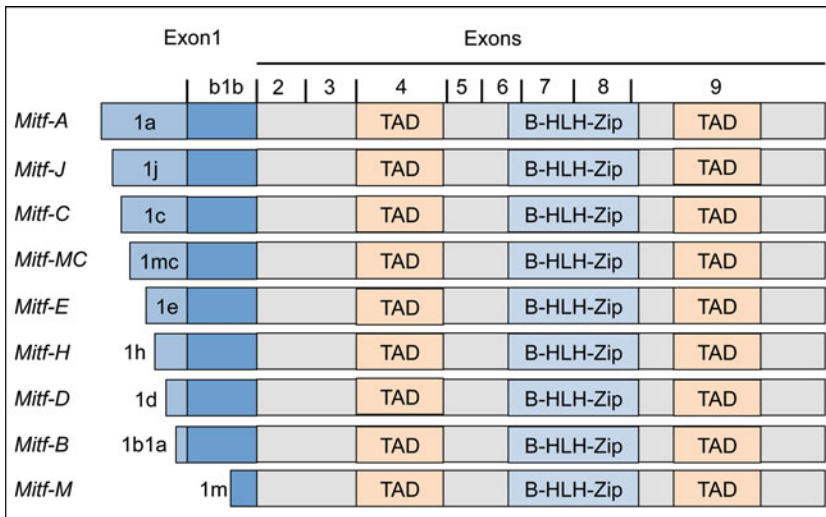 Exon1 Exons
b1b 2 3 4 5 6 7 8 9
Mitf-A 1a TAD B-HLH-Zip TAD
Mitf-J 1j TAD B-HLH-Zip TAD
Mitf-C 1c TAD B-HLH-Zip TAD
Mitf-MC 1mc TAD B-HLH-Zip TAD
Mitf-E 1e TAD B-HLH-Zip TAD
Mitf-H 1h TAD B-HLH-Zip TAD
Mitf-D 1d TAD B-HLH-Zip TAD
Mitf-B 1b1a TAD B-HLH-Zip TAD
Mitf-M 1m TAD B-HLH-Zip TAD